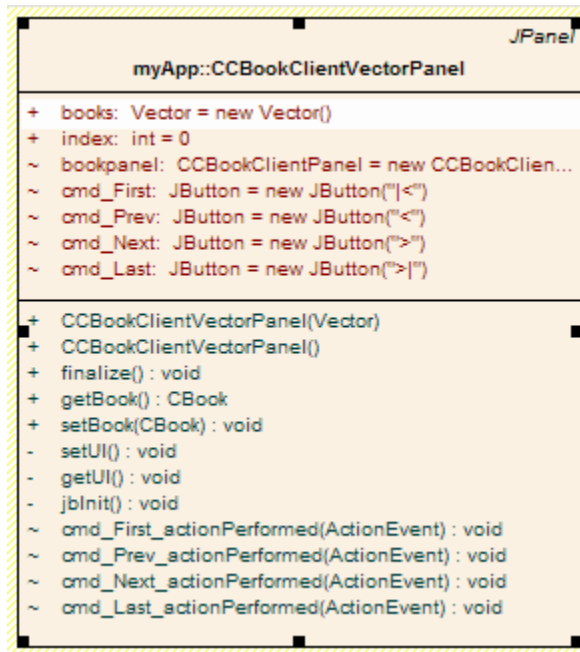 JPanel
myApp::CCBookClientVectorPanel
+ books: Vector = new Vector()
+ index: int = 0
~ bookpanel: CCBookClientPanel = new CCBookClien...
~ cmd_First: JButton = new JButton("|<")
~ cmd_Prev: JButton = new JButton("<")
~ cmd_Next: JButton = new JButton(">")
~ cmd_Last: JButton = new JButton(">|")
+ CCBookClientVectorPanel(Vector)
+ CCBookClientVectorPanel()
+ finalize() : void
+ getBook() : CBook
+ setBook(CBook) : void
- setUI() : void
- getUI() : void
- jbInit() : void
~ cmd_First_actionPerformed(ActionEvent) : void
~ cmd_Prev_actionPerformed(ActionEvent) : void
~ cmd_Next_actionPerformed(ActionEvent) : void
~ cmd_Last_actionPerformed(ActionEvent) : void